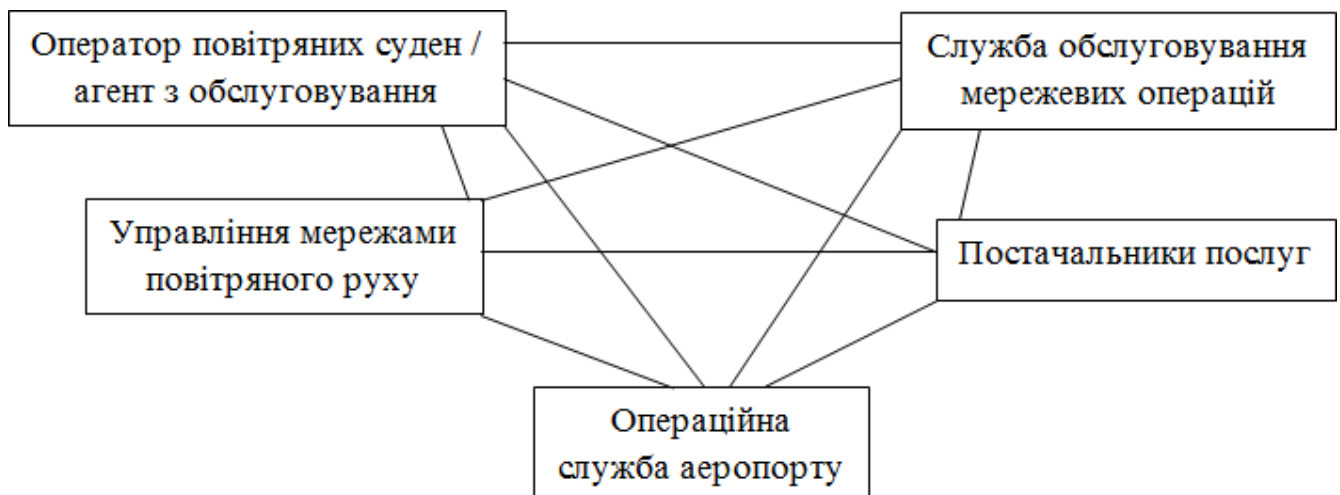 Оператор повітряних суден /
агент з обслуговування
Служба обслуговування
мережевих операцій
Управління мережами
повітряного руху
Постачальники послуг
Операційна
служба аеропорту